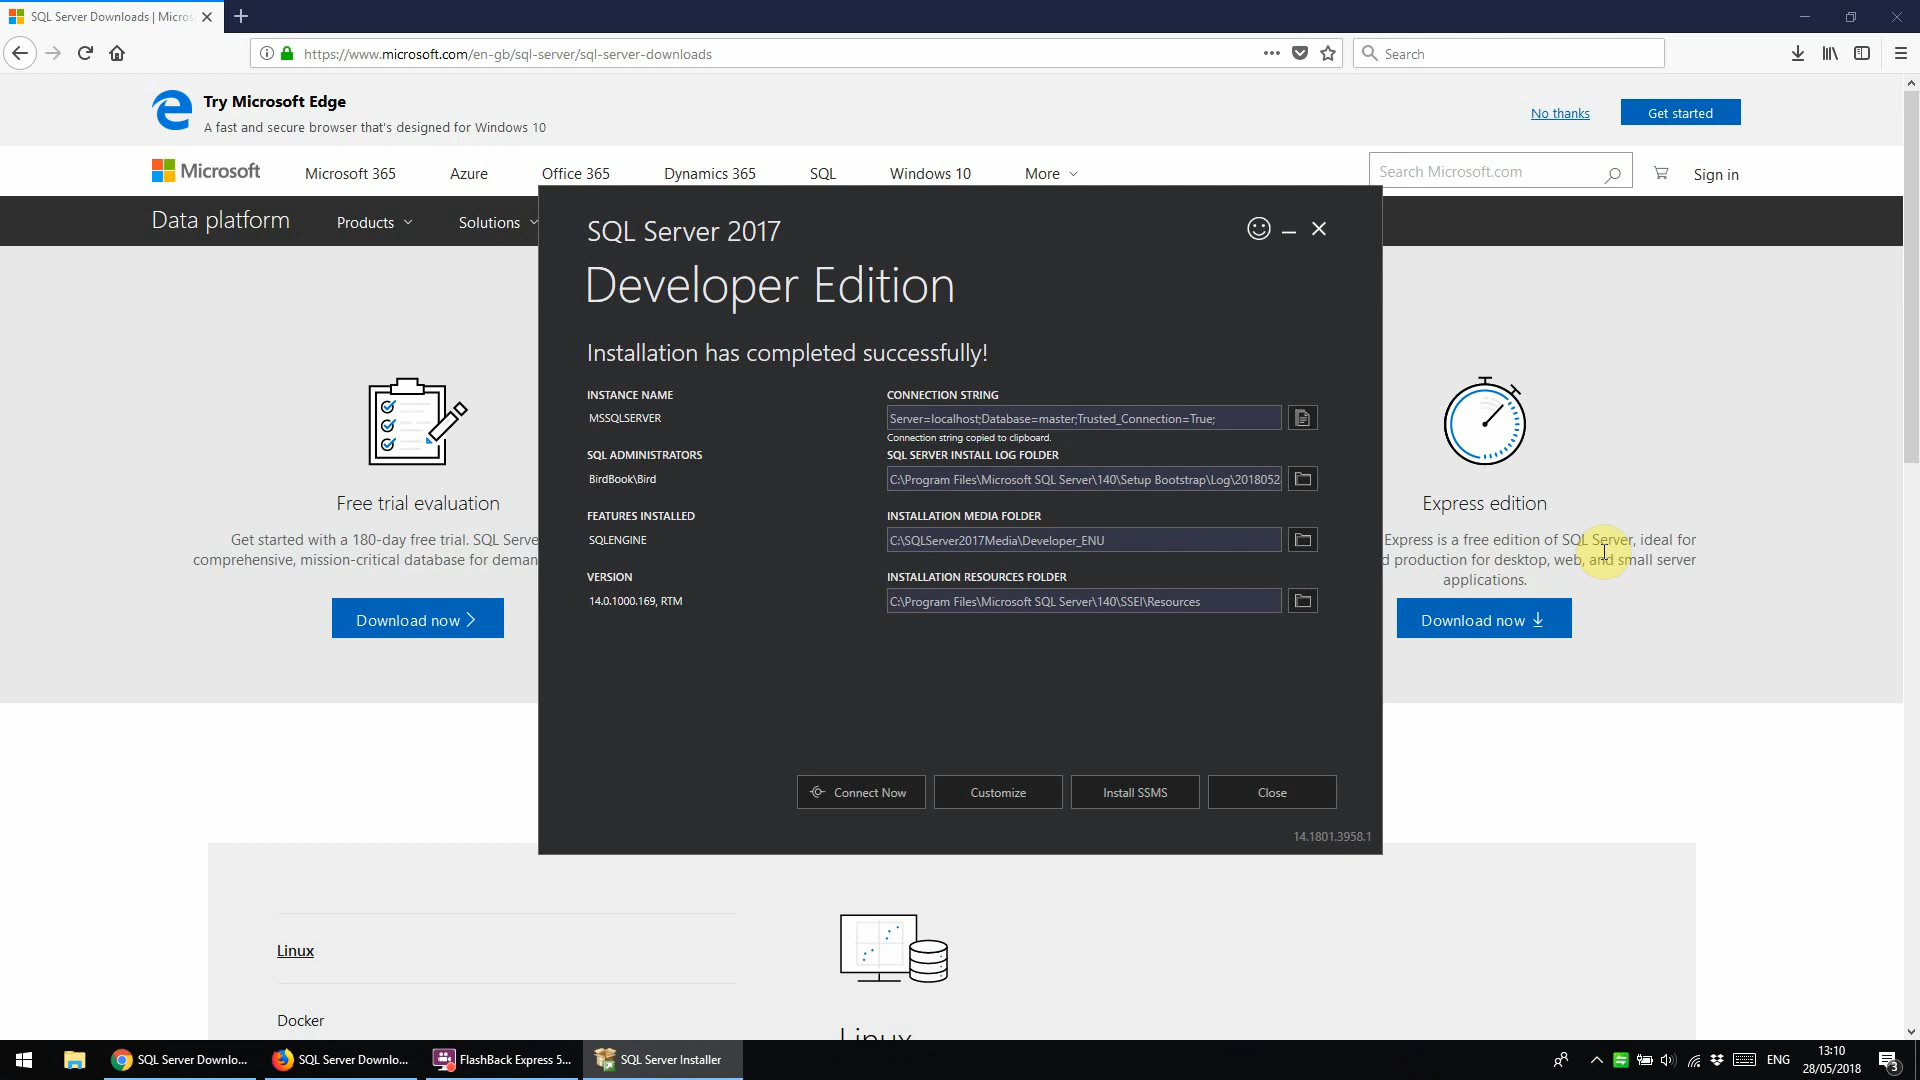 SQL Server Downloads | Micros
https://www.microsoft.com/en-gb/sql-server/sql-server-downloads
Search
Try Microsoft Edge
A fast and secure browser that's designed for Windows 10
No thanks
Get started
Microsoft
Microsoft 365
Azure
Office 365
Dynamics 365
SQL
Windows 10
More
Search Microsoft.com
Sign in
Data platform
Products
Solutions
SQL Server 2017
Developer Edition
Installation has completed successfully!
INSTANCE NAME
MSSQLSERVER
SQL ADMINISTRATORS
BirdBook\Bird
FEATURES INSTALLED
SQLENGINE
VERSION
14.0.1000.169, RTM
CONNECTION STRING
Server=localhost;Database=master;Trusted_Connection=True;
Connection string copied to clipboard.
SQL SERVER INSTALL LOG FOLDER
C:\Program Files\Microsoft SQL Server\140\Setup Bootstrap\Log\2018052
INSTALLATION MEDIA FOLDER
C:\SQLServer2017Media\Developer_ENU
INSTALLATION RESOURCES FOLDER
C:\Program Files\Microsoft SQL Server\140\SSEI\Resources
Connect Now
Customize
Install SSMS
Close
14.1801.3958.1
Free trial evaluation
Get started with a 180-day free trial. SQL Serve
comprehensive, mission-critical database for deman
Download now
Express edition
Express is a free edition of SQL Server, ideal for
d production for desktop, web, and small server
applications.
Download now
Linux
Docker
Linux
SQL Server Downlo...
SQL Server Downlo...
FlashBack Express 5...
SQL Server Installer
ENG
13:10
28/05/2018
3